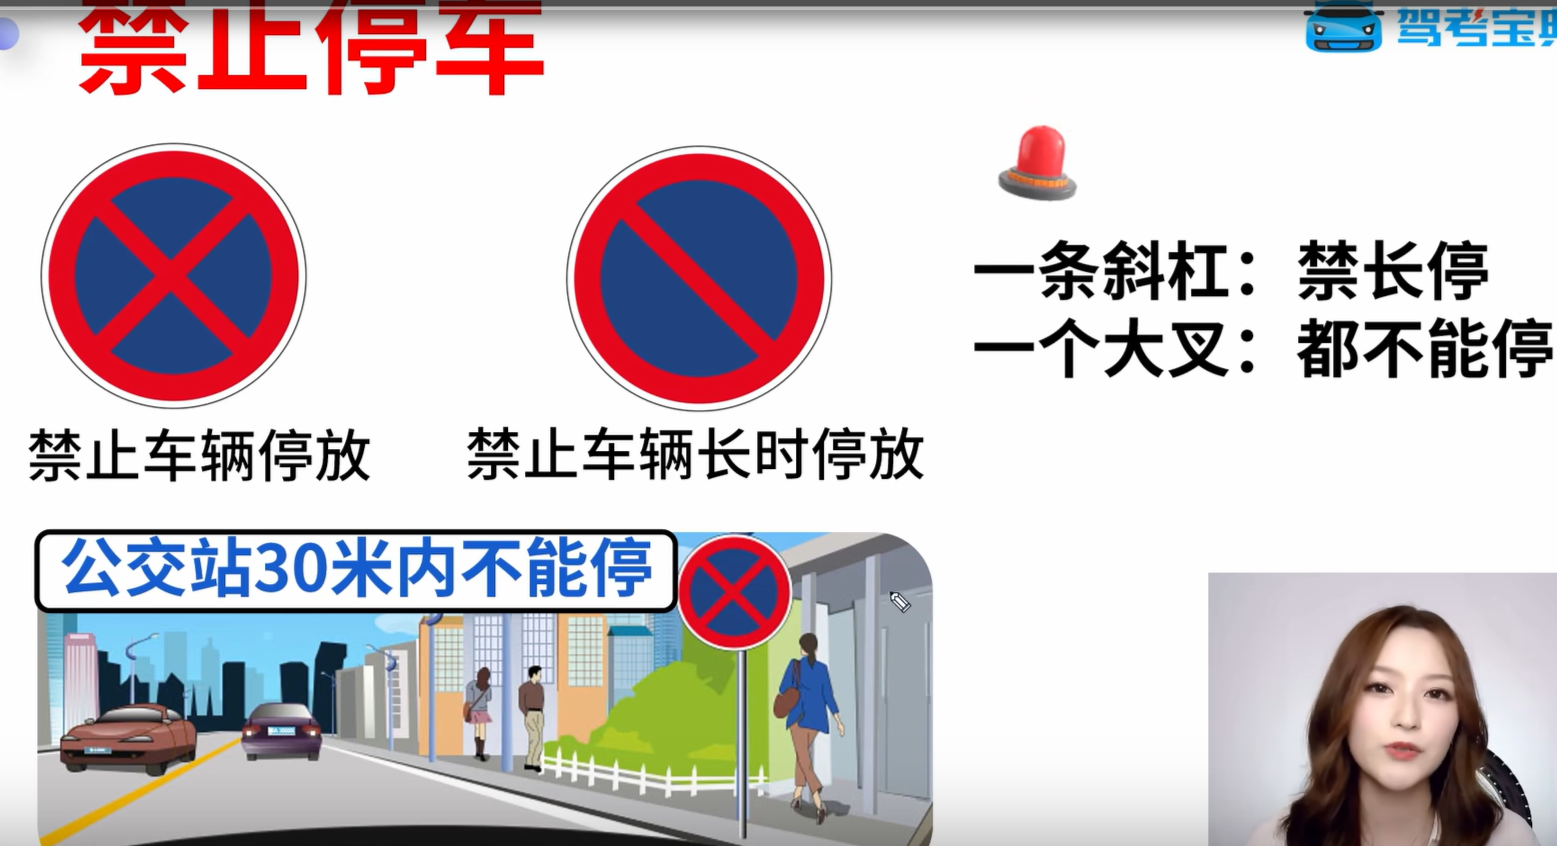 禁止停车
驾考宝典
一条斜杠：禁长停
一个大叉：都不能停
禁止车辆停放
禁止车辆长时停放
公交站30米内不能停